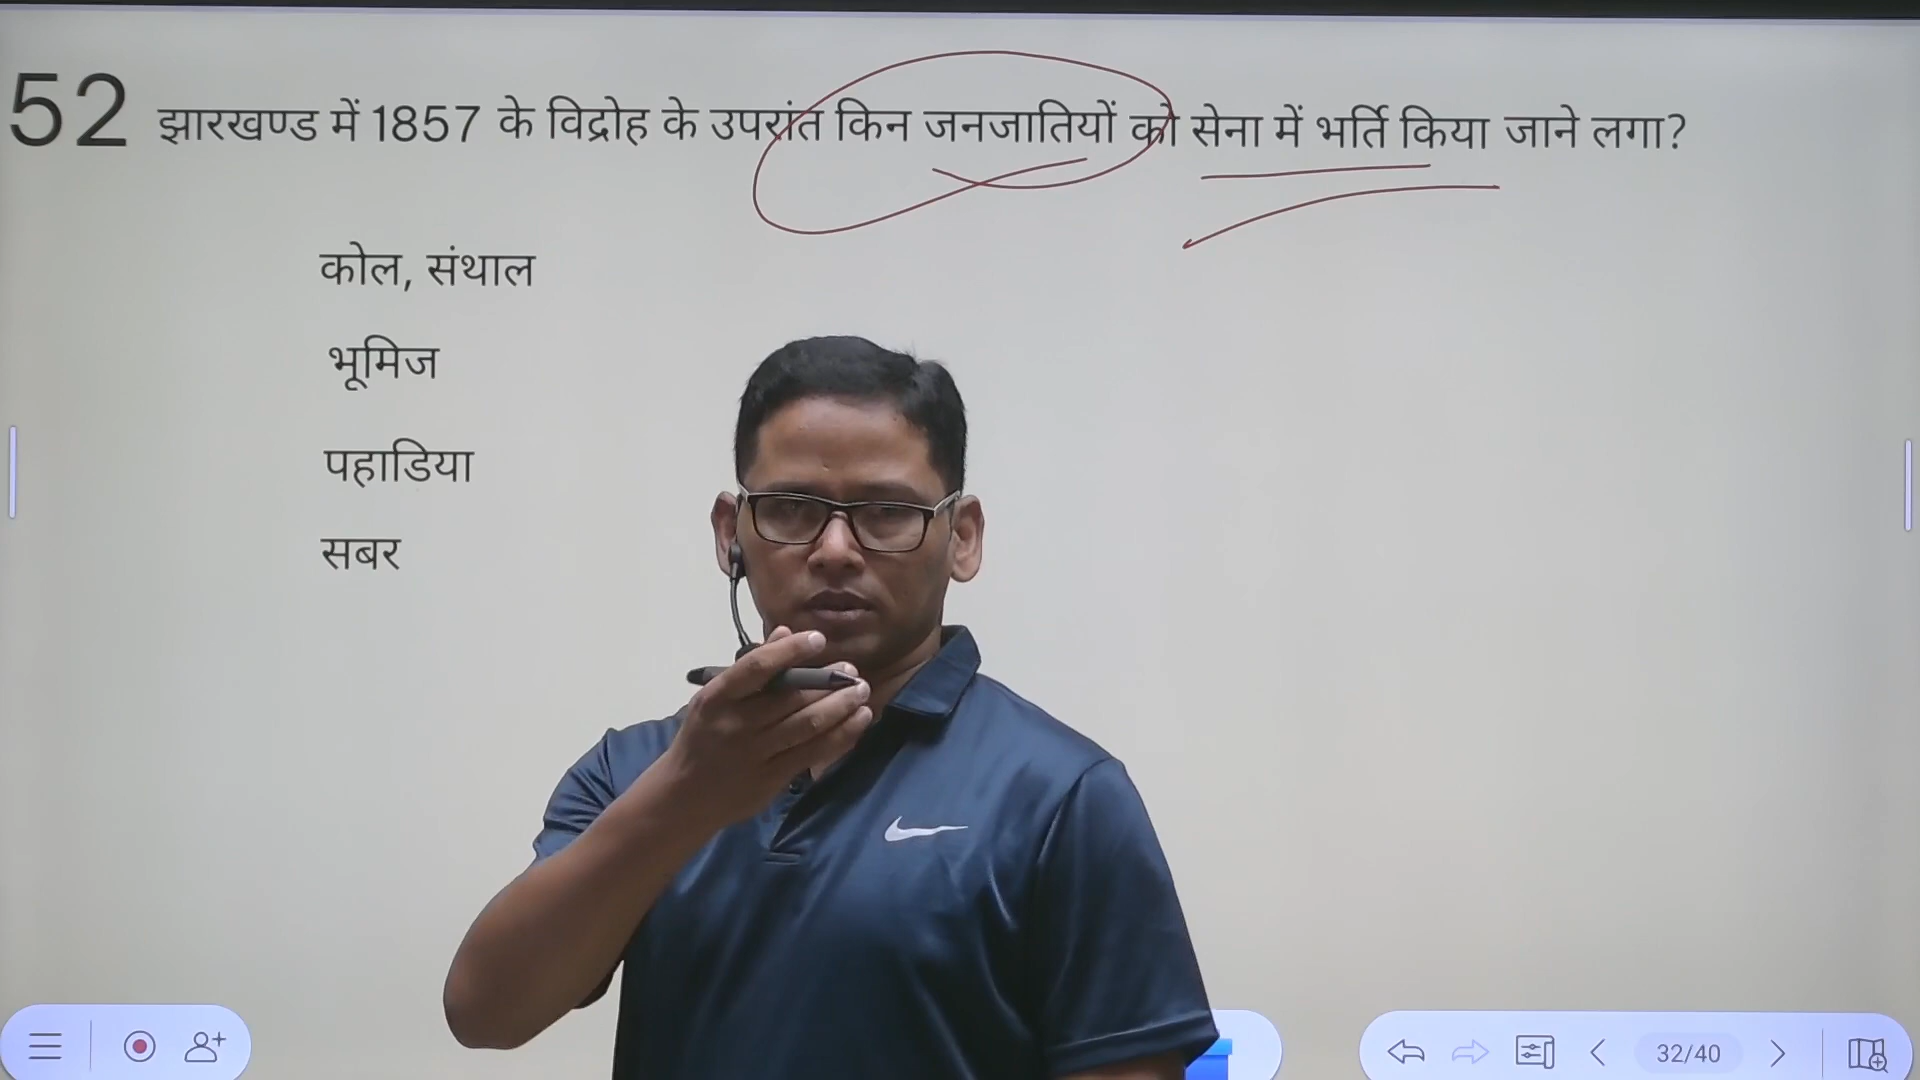 52 झारखण्ड में 1857 के विद्रोह के उपरांत किन जनजातियों को सेना में भर्ति किया जाने लगा?
कोल, संथाल
भूमिज
पहाडिया
सबर
32/40